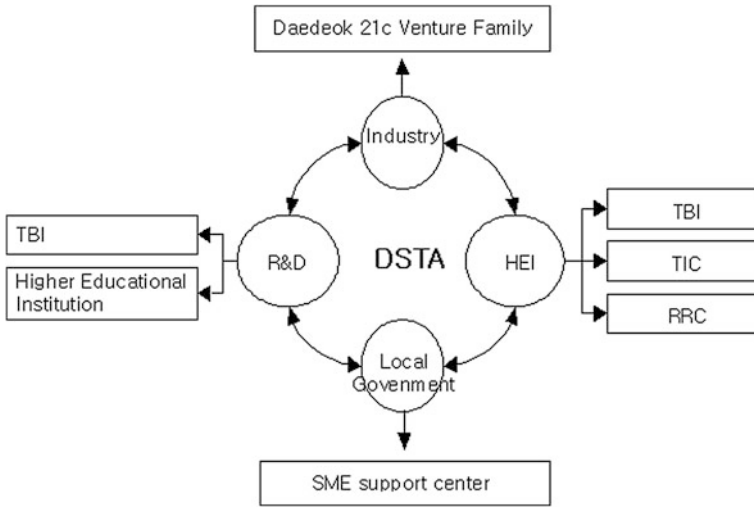 Daedeok 21c Venture Family
Industry
TBI
Higher Educational
Institution
R&D
DSTA
HEI
TBI
TIC
RRC
Local
Govenment
SME support center